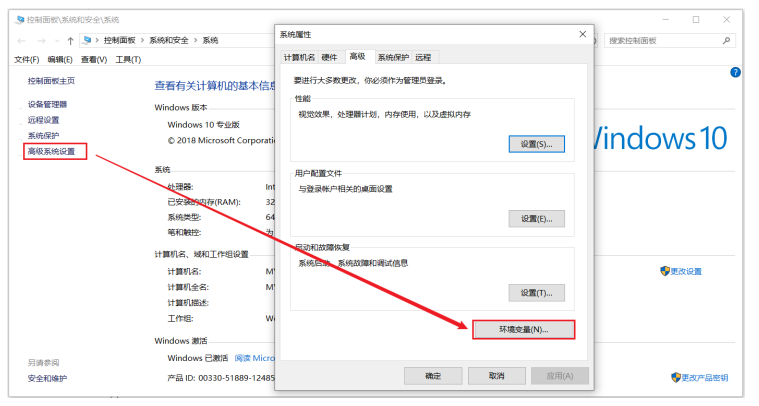 控制面板\系统和安全\系统
控制面板 > 系统和安全 > 系统
搜索控制面板
文件(F) 编辑(E) 查看(V) 工具(T)
控制面板主页
设备管理器
远程设置
系统保护
高级系统设置
另请参阅
安全和维护
查看有关计算机的基本信息
Windows 版本
Windows 10 专业版
© 2018 Microsoft Corporati
Windows 10
系统
处理器: Int
已安装的内存(RAM): 32
系统类型: 64
笔和触控: 为
计算机名、域和工作组设置
计算机名: M
计算机全名: M
计算机描述:
工作组: Wo
更改设置
Windows 激活
Windows 已激活 阅读 Micro
产品 ID: 00330-51889-12485
更改产品密钥
系统属性
计算机名 硬件 高级 系统保护 远程
要进行大多数更改，你必须作为管理员登录。
性能
视觉效果，处理器计划，内存使用，以及虚拟内存
设置(S)...
用户配置文件
与登录帐户相关的桌面设置
设置(E)...
启动和故障恢复
系统启动、系统故障和调试信息
设置(T)...
环境变量(N)...
确定 取消 应用(A)